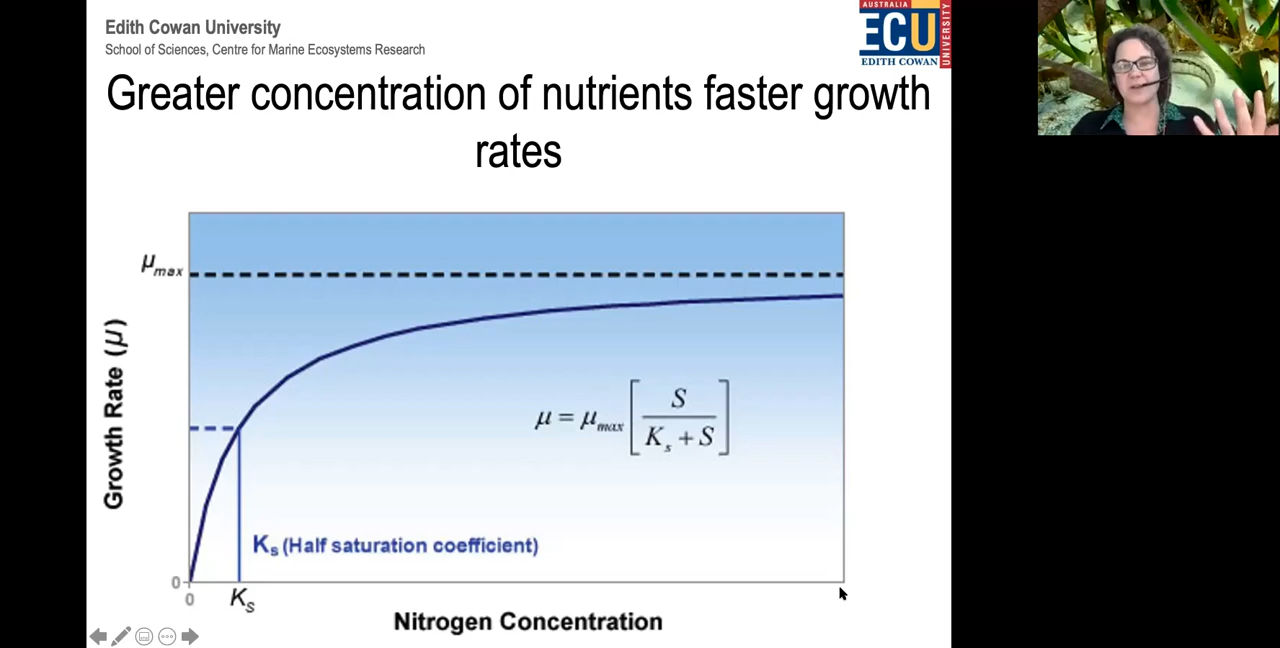 Edith Cowan University
School of Sciences, Centre for Marine Ecosystems Research
AUSTRALIA
ECU
EDITH COWAN
UNIVERSITY
Greater concentration of nutrients faster growth
rates
μmax
Growth Rate (μ)
μ = μmax [ S / (Ks + S) ]
Ks (Half saturation coefficient)
0
0
Ks
Nitrogen Concentration